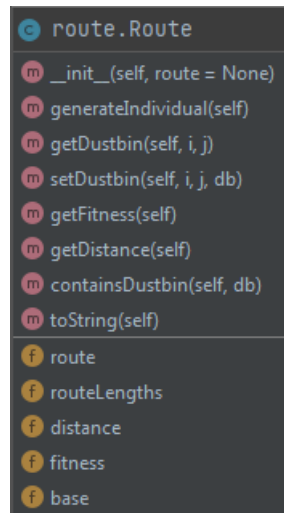 C route.Route
m __init__(self, route = None)
m generateIndividual(self)
m getDustbin(self, i, j)
m setDustbin(self, i, j, db)
m getFitness(self)
m getDistance(self)
m containsDustbin(self, db)
m toString(self)
f route
f routeLengths
f distance
f fitness
f base